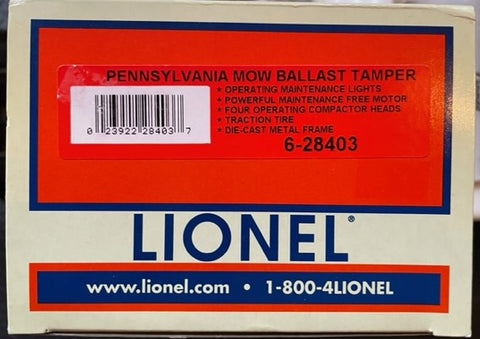 PENNSYLVANIA MOW BALLAST TAMPER
* OPERATING MAINTENANCE LIGHTS
* POWERFUL MAINTENANCE FREE MOTOR
* FOUR OPERATING COMPACTOR HEADS
* TRACTION TIRE
* DIE-CAST METAL FRAME
6-28403
0 23922 28403 7
LIONEL®
www.lionel.com • 1-800-4LIONEL